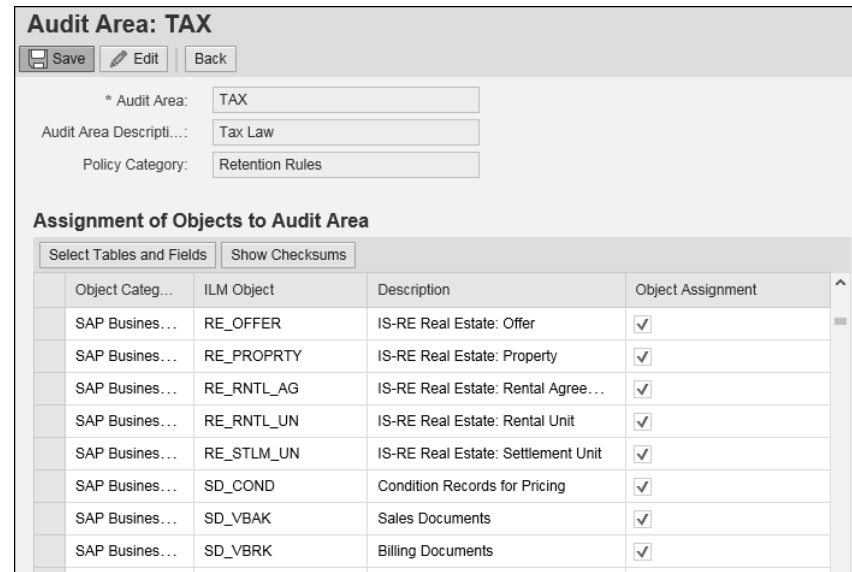 Audit Area: TAX
Save Edit Back
* Audit Area: TAX
Audit Area Descripti...: Tax Law
Policy Category: Retention Rules
Assignment of Objects to Audit Area
Select Tables and Fields Show Checksums
Object Categ... ILM Object Description Object Assignment
SAP Busines... RE_OFFER IS-RE Real Estate: Offer
SAP Busines... RE_PROPRTY IS-RE Real Estate: Property
SAP Busines... RE_RNTL_AG IS-RE Real Estate: Rental Agree...
SAP Busines... RE_RNTL_UN IS-RE Real Estate: Rental Unit
SAP Busines... RE_STLM_UN IS-RE Real Estate: Settlement Unit
SAP Busines... SD_COND Condition Records for Pricing
SAP Busines... SD_VBAK Sales Documents
SAP Busines... SD_VBRK Billing Documents